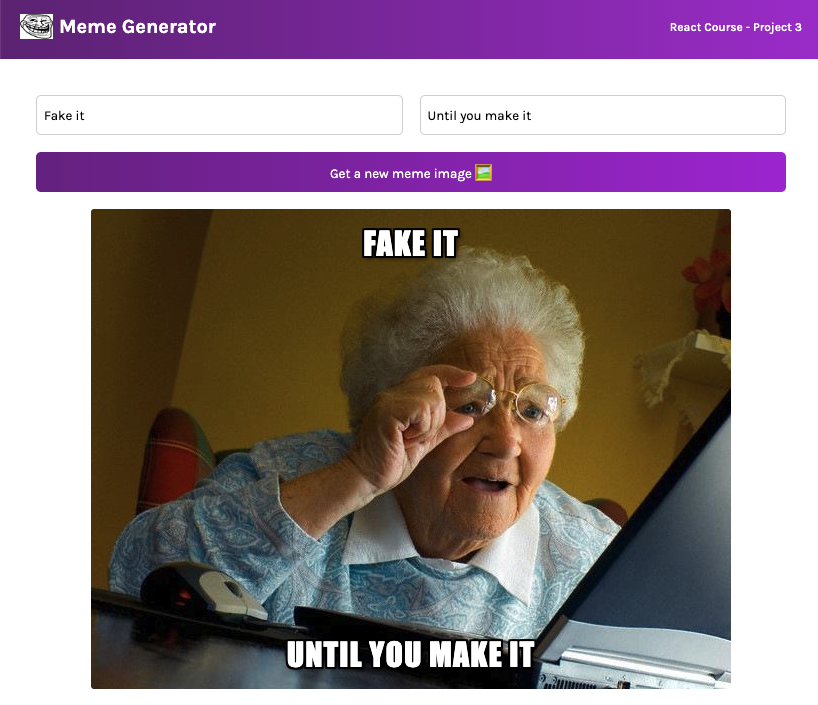 Meme Generator
React Course - Project 3
Fake it
Until you make it
Get a new meme image 🖼️
FAKE IT
UNTIL YOU MAKE IT